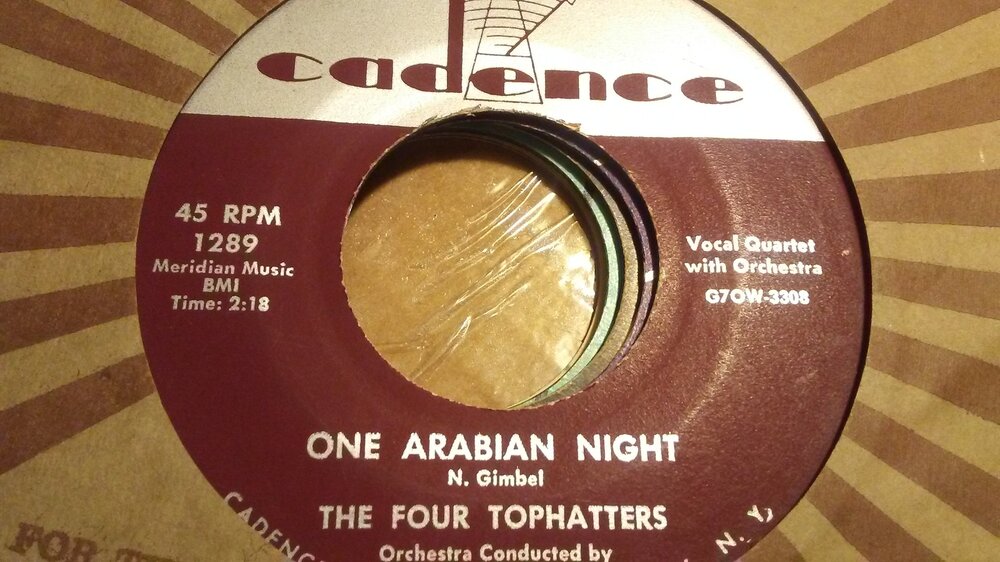 cadence
45 RPM
1289
Meridian Music
BMI
Time: 2:18
Vocal Quartet
with Orchestra
G7OW-3308
ONE ARABIAN NIGHT
N. Gimbel
THE FOUR TOPHATTERS
Orchestra Conducted by
N. Y.
FOR